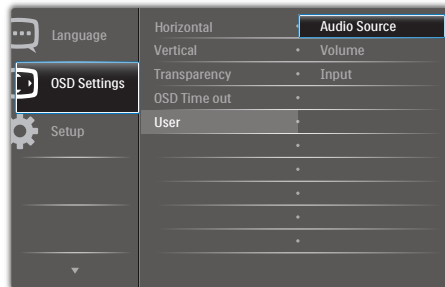 Language
OSD Settings
Setup
Horizontal
Vertical
Transparency
OSD Time out
User
Audio Source
Volume
Input